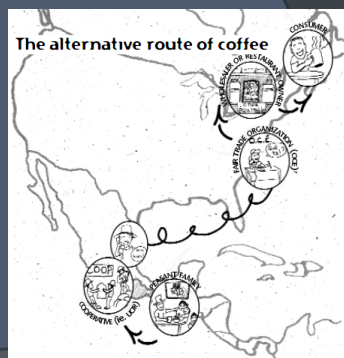 The alternative route of coffee
CONSUMER
WHOLESALER OR RESTAURANT OWNER
O.C.E
FAIR TRADE ORGANIZATION (OCE)
COOP
COOPERATIVE (ie. UCIRI)
PEASANT FAMILY